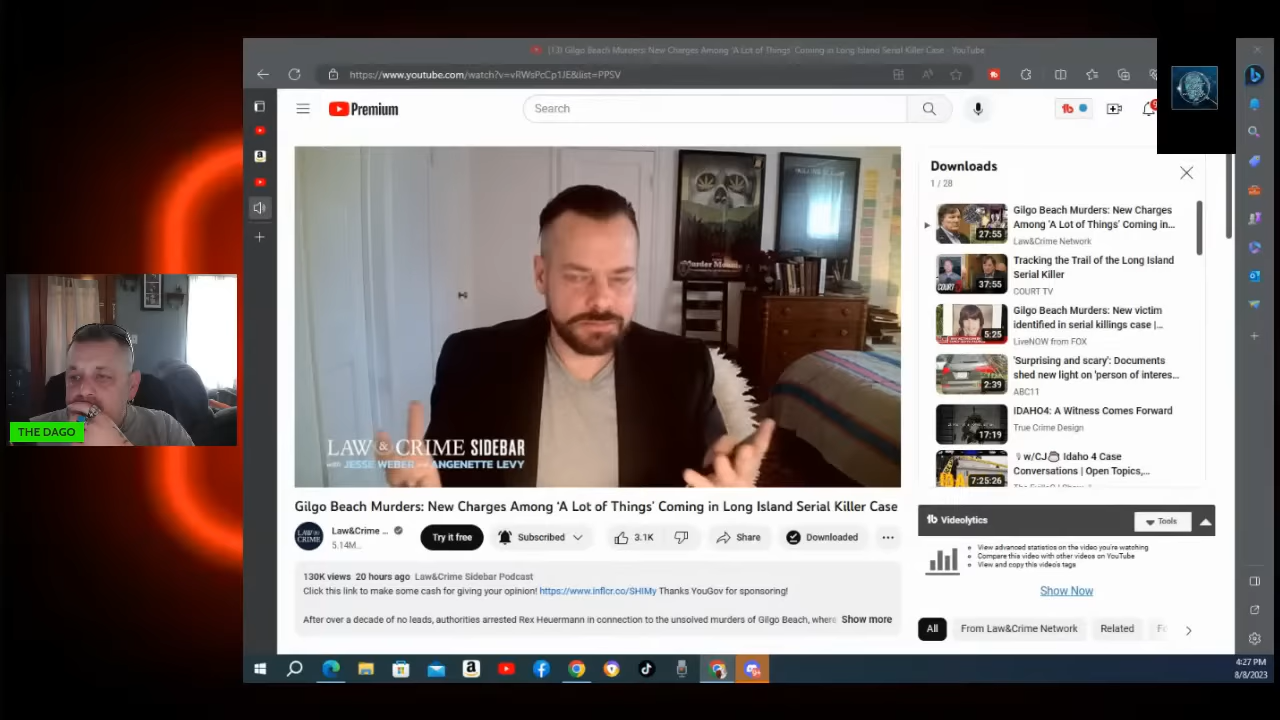 (13) Gilgo Beach Murders: New Charges Among 'A Lot of Things' Coming in Long Island Serial Killer Case - YouTube
https://www.youtube.com/watch?v=vRWsPcCp1JE&list=PPSV
Premium
Search
Downloads
1 / 28
27:55
Gilgo Beach Murders: New Charges
Among 'A Lot of Things' Coming in...
Law&Crime Network
COURT
37:55
Tracking the Trail of the Long Island
Serial Killer
COURT TV
5:25
Gilgo Beach Murders: New victim
identified in serial killings case |...
LiveNOW from FOX
2:39
'Surprising and scary': Documents
shed new light on 'person of interes...
ABC11
17:19
IDAHO4: A Witness Comes Forward
True Crime Design
7:25:26
w/CJ Idaho 4 Case
Conversations | Open Topics,...
THE DAGO
LAW & CRIME SIDEBAR
with JESSE WEBER and ANGENETTE LEVY
Gilgo Beach Murders: New Charges Among 'A Lot of Things' Coming in Long Island Serial Killer Case
LAW & CRIME
Law&Crime ...
5.14M...
Try it free
Subscribed
3.1K
Share
Downloaded
130K views 20 hours ago Law&Crime Sidebar Podcast
Click this link to make some cash for giving your opinion! https://www.inflcr.co/SHIMy Thanks YouGov for sponsoring!
After over a decade of no leads, authorities arrested Rex Heuermann in connection to the unsolved murders of Gilgo Beach, where Show more
Videolytics
Tools
View advanced statistics on the video you're watching
Compare this video with other videos on YouTube
View and copy this video's tags
Show Now
All
From Law&Crime Network
Related
4:27 PM
8/8/2023